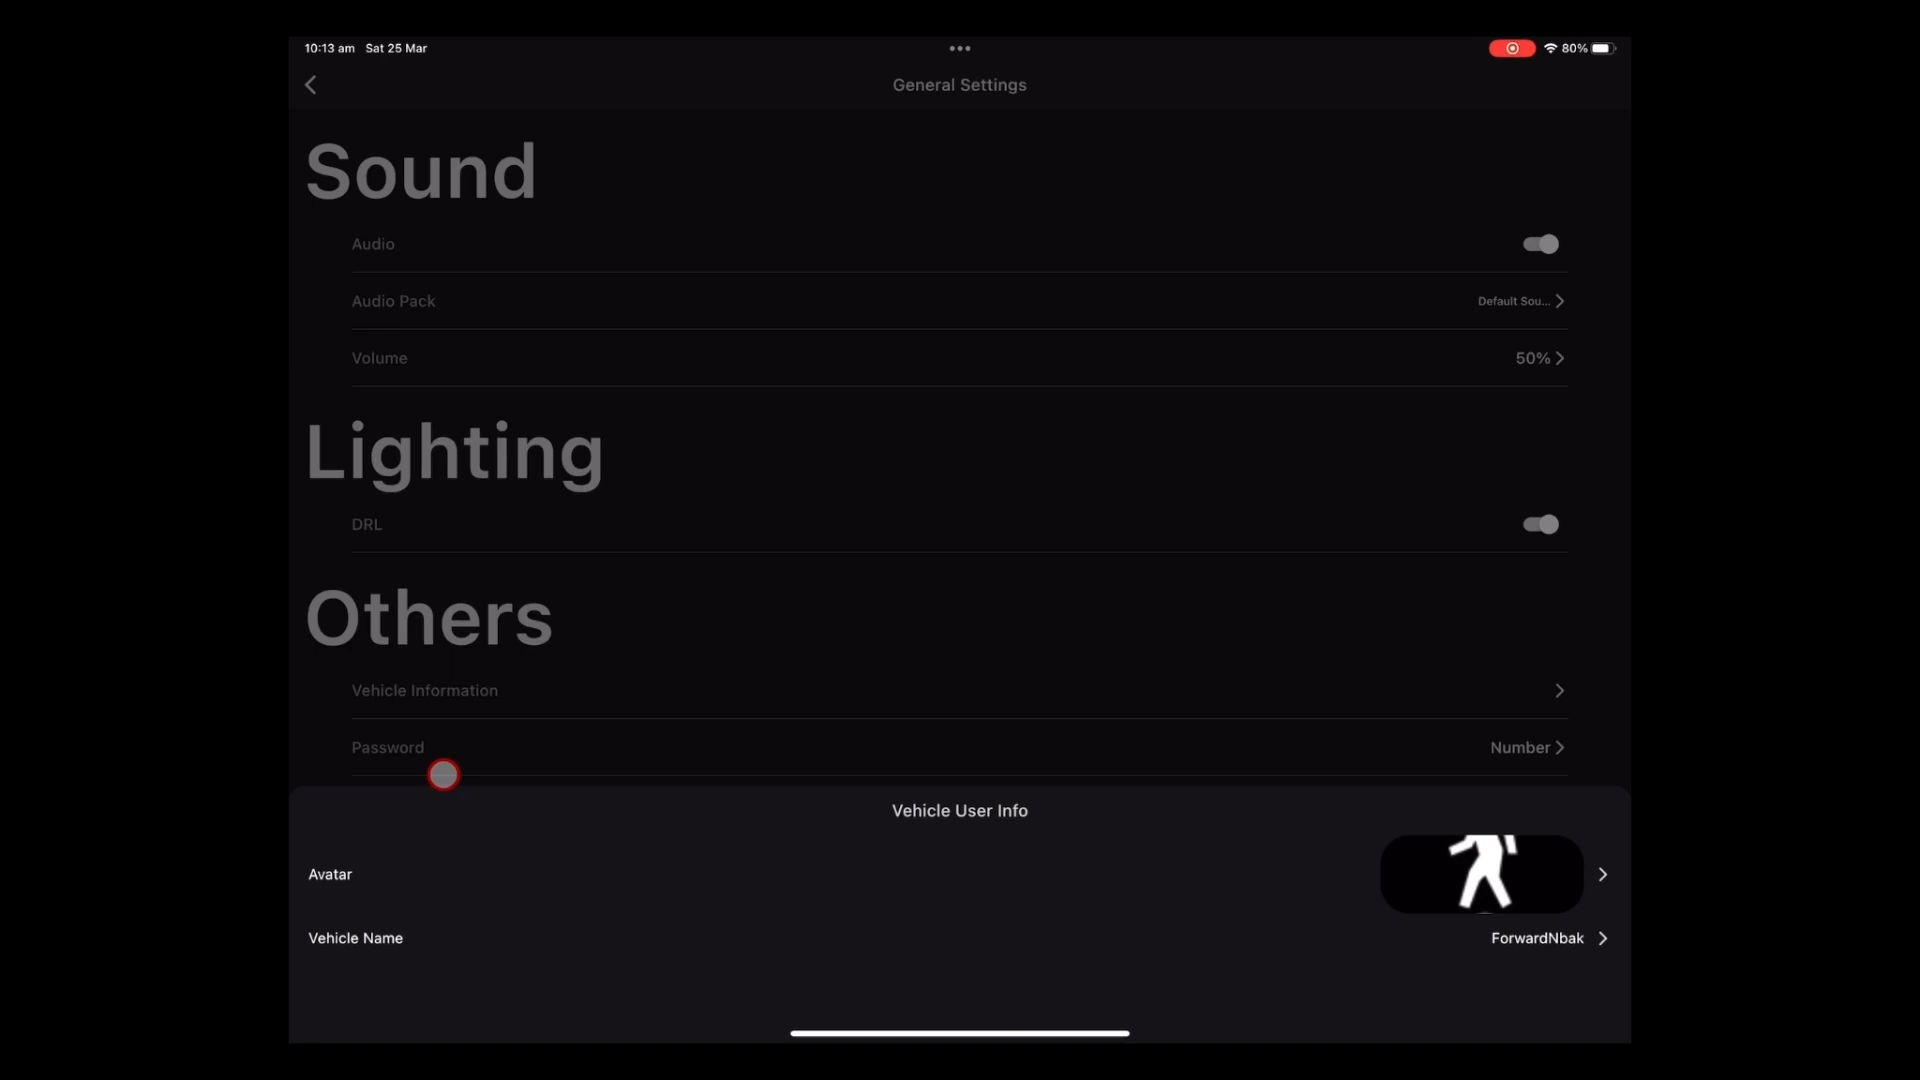 10:13 am Sat 25 Mar
80%
General Settings
Sound
Audio
Audio Pack Default Sou...
Volume 50%
Lighting
DRL
Others
Vehicle Information
Password Number
Vehicle User Info
Avatar
Vehicle Name ForwardNbak